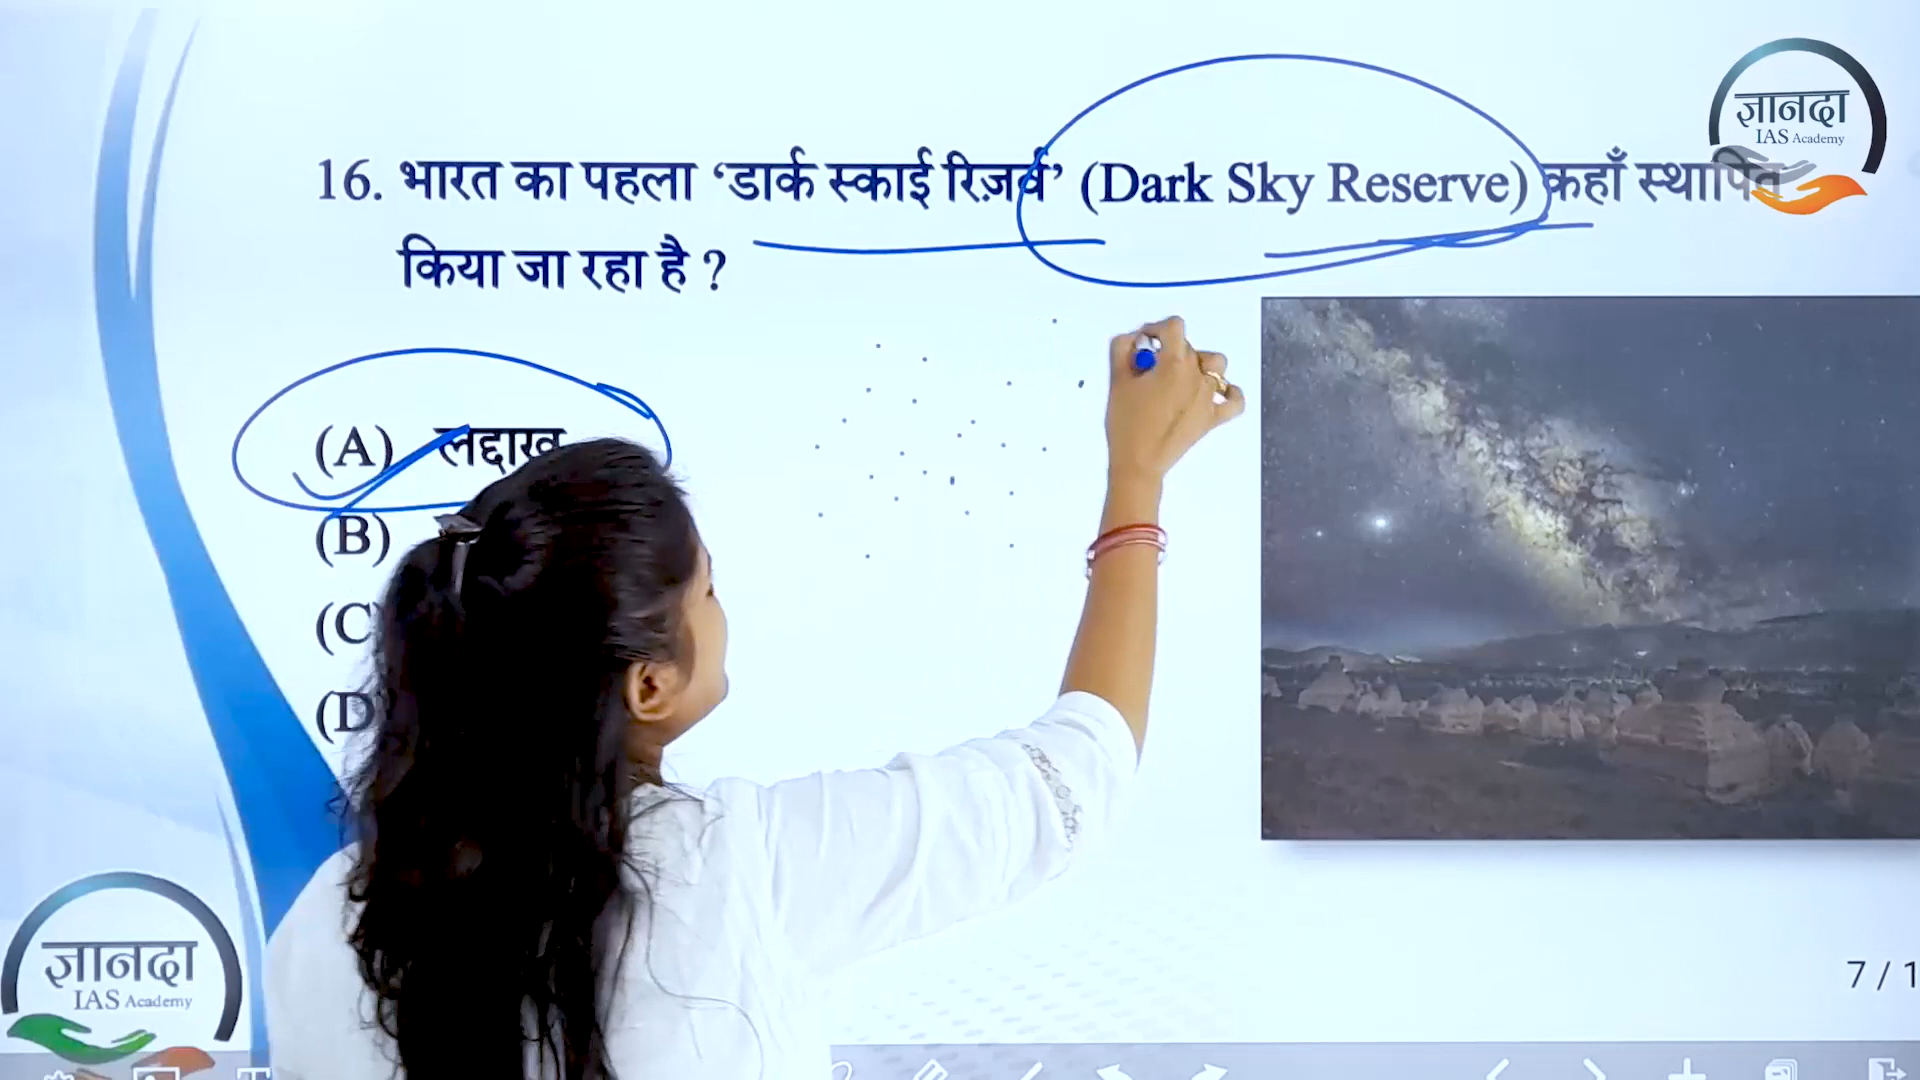 16. भारत का पहला ‘डार्क स्काई रिज़र्व’ (Dark Sky Reserve) कहाँ स्थापित
किया जा रहा है ?
(A) लद्दाख
(B)
(C)
(D)
ज्ञानदा
IAS Academy
ज्ञानदा
IAS Academy
7 / 1